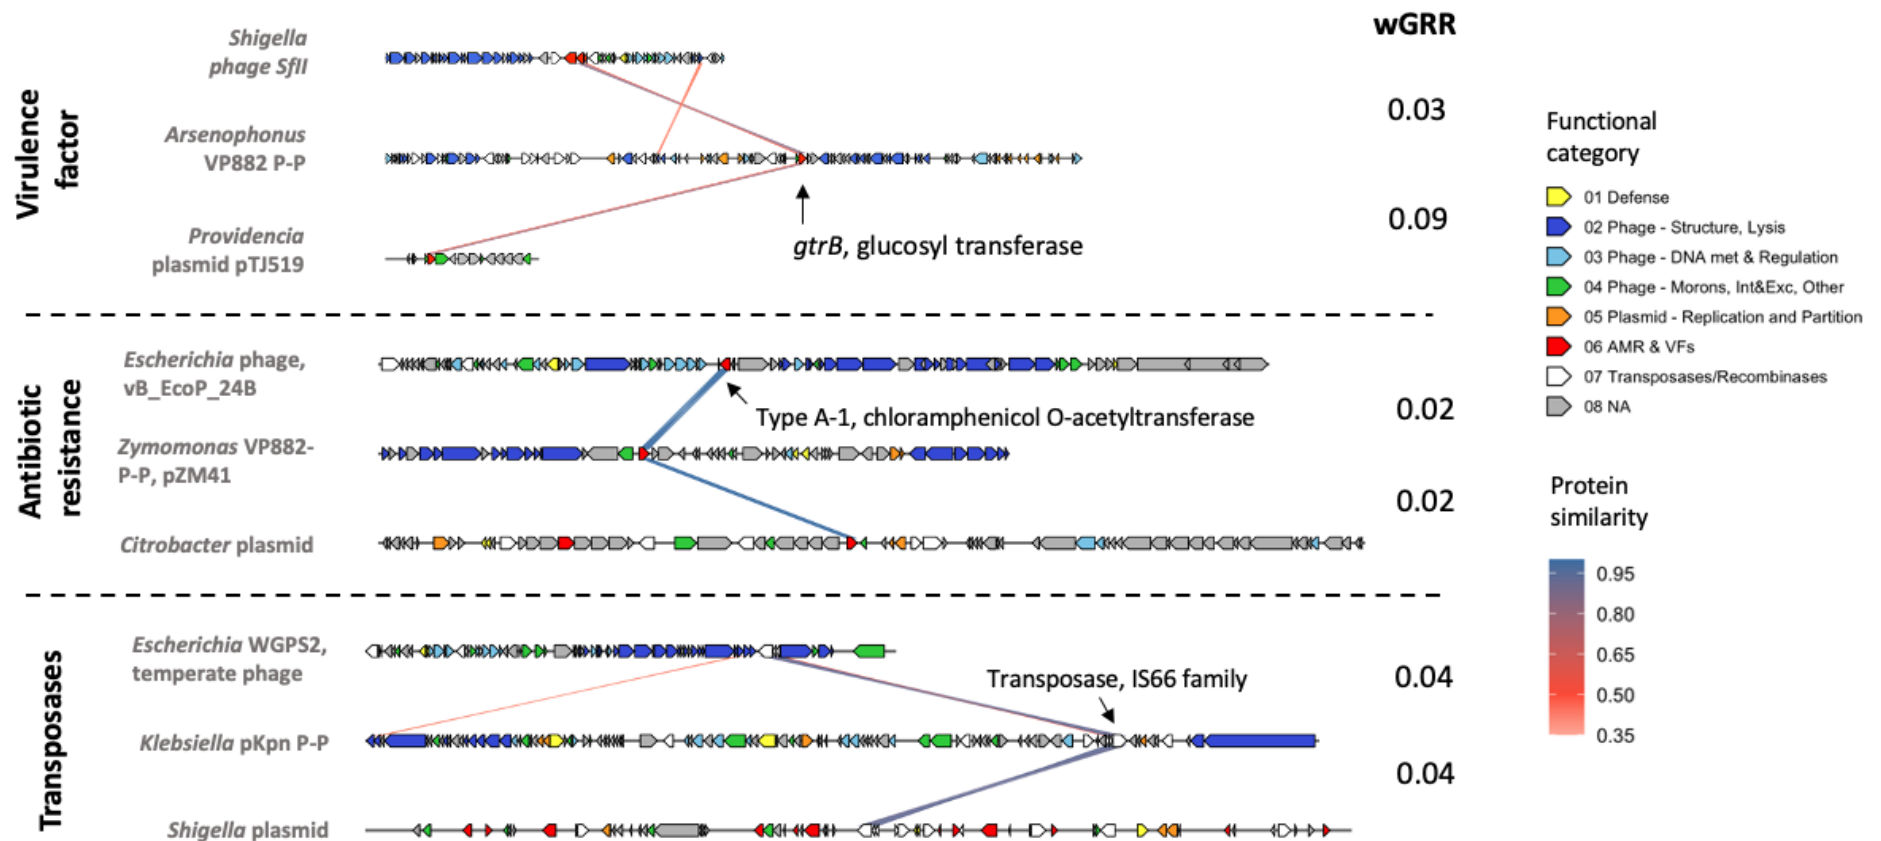 wGRR
Virulence
factor
Shigella
phage SfII
0.03
Arsenophonus
VP882 P-P
0.09
gtrB, glucosyl transferase
Providencia
plasmid pTJ519
Antibiotic
resistance
Escherichia phage,
vB_EcoP_24B
Type A-1, chloramphenicol O-acetyltransferase
0.02
Zymomonas VP882-
P-P, pZM41
0.02
Citrobacter plasmid
Transposases
Escherichia WGPS2,
temperate phage
Transposase, IS66 family
0.04
Klebsiella pKpn P-P
0.04
Shigella plasmid
Functional
category
01 Defense
02 Phage - Structure, Lysis
03 Phage - DNA met & Regulation
04 Phage - Morons, Int&Exc, Other
05 Plasmid - Replication and Partition
06 AMR & VFs
07 Transposases/Recombinases
08 NA
Protein
similarity
0.95
0.80
0.65
0.50
0.35